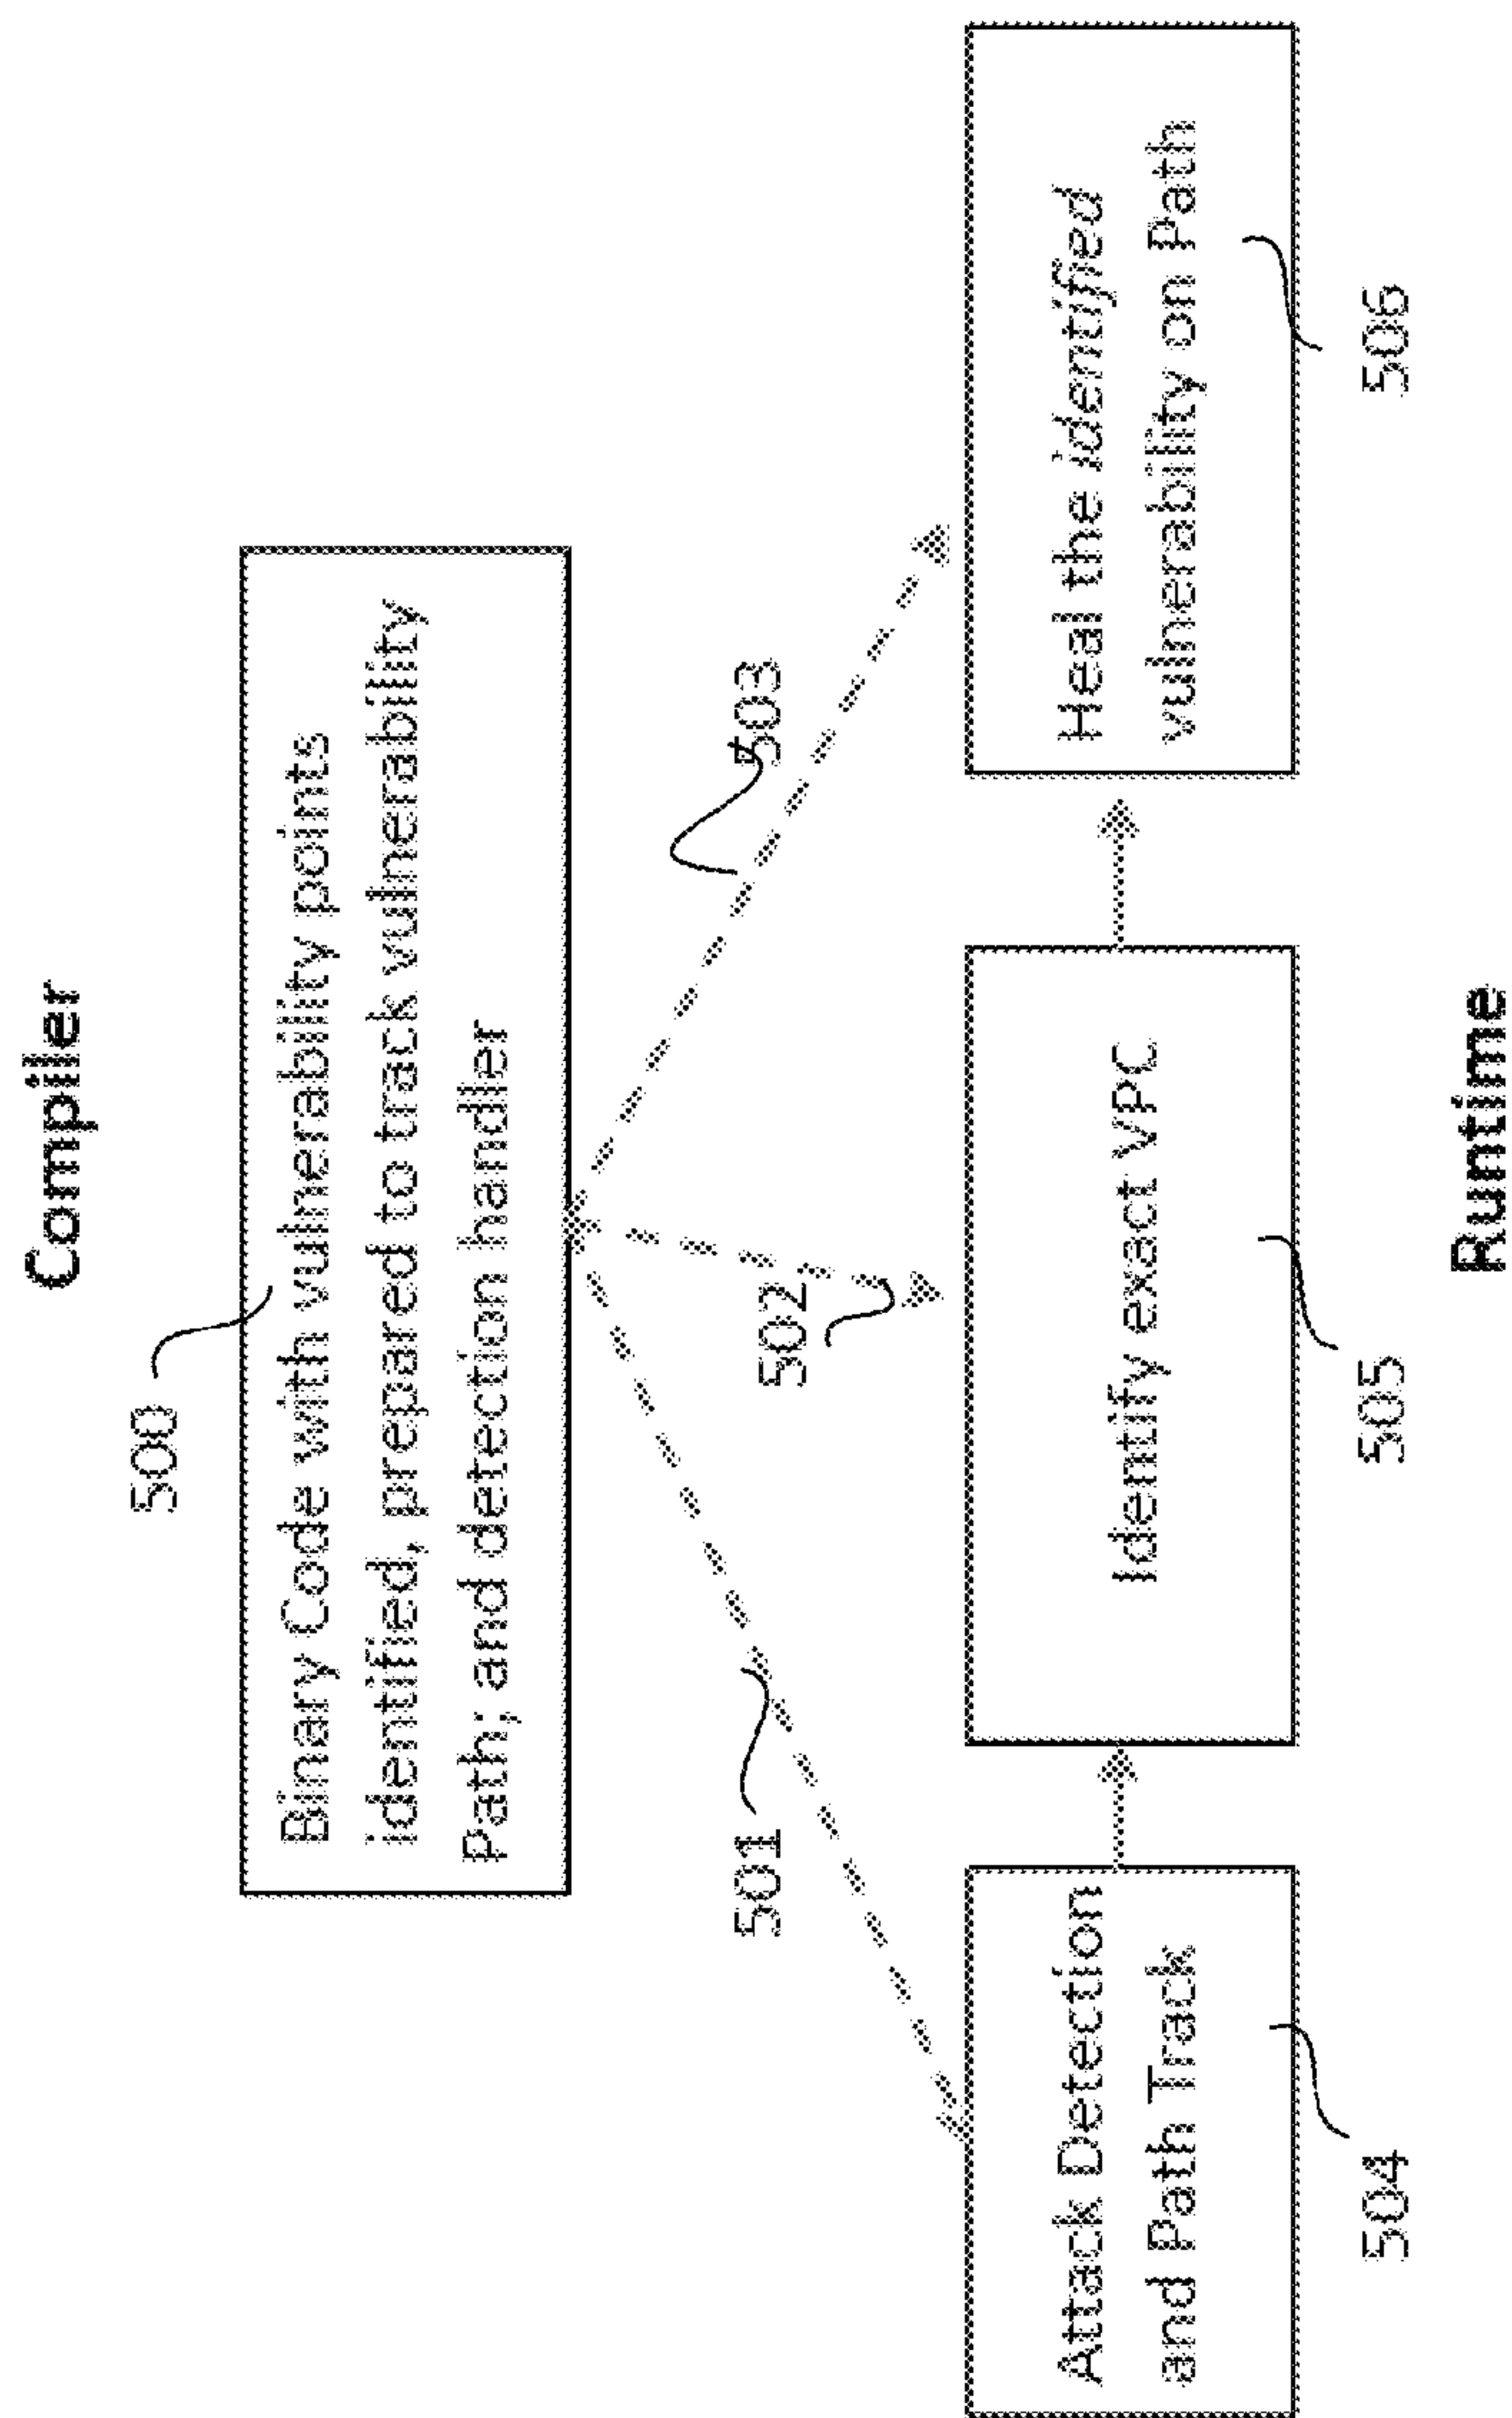 Compiler
500
Binary Code with vulnerability points
identified, prepared to track vulnerability
Path; and detection handler
501
502
503
Attack Detection
and Path Track
Identify exact VPC
Heal the identified
vulnerability on Path
504
505
506
Runtime